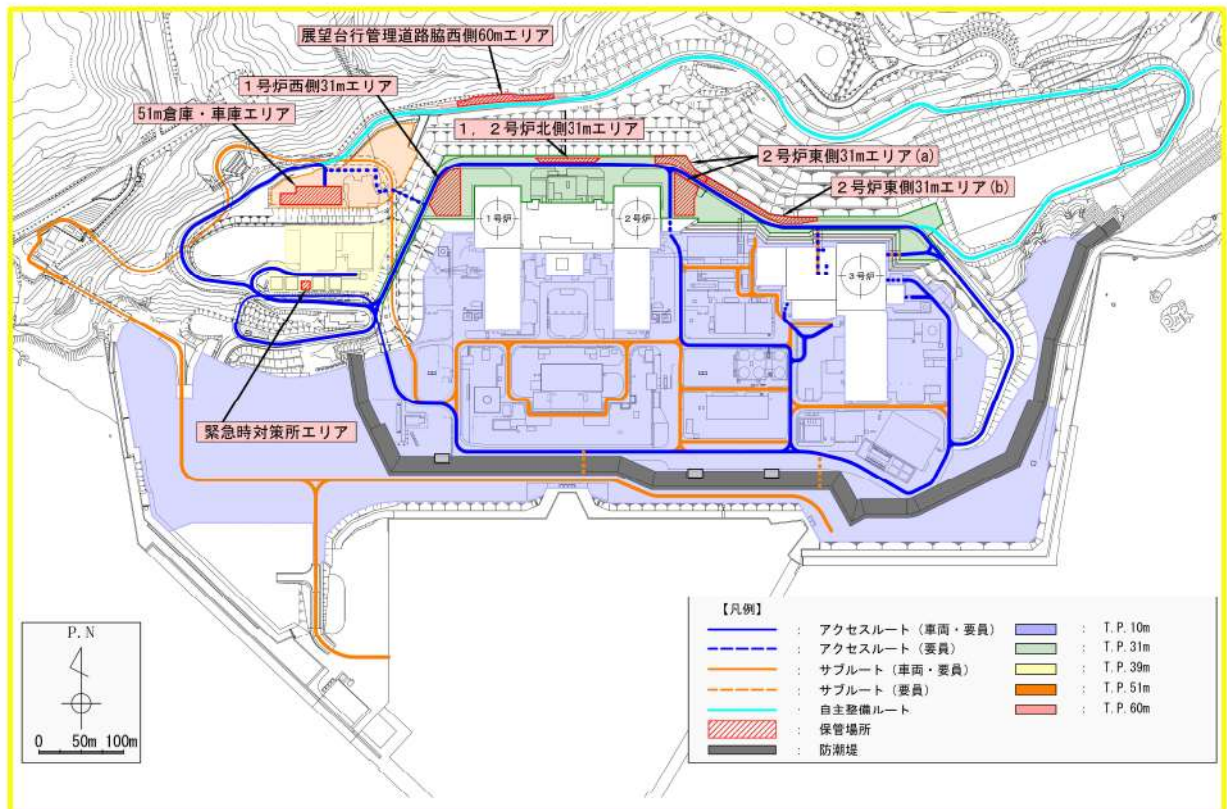 展望台行管理道路脇西側60mエリア
1号炉西側31mエリア
51m倉庫・車庫エリア
1,2号炉北側31mエリア
2号炉東側31mエリア(a)
2号炉東側31mエリア(b)
1号炉
2号炉
3号炉
緊急時対策所エリア
P.N
0 50m 100m
【凡例】
: アクセスルート(車両・要員)
: アクセスルート(要員)
: サブルート(車両・要員)
: サブルート(要員)
: 自主整備ルート
: 保管場所
: 防潮堤
: T.P.10m
: T.P.31m
: T.P.39m
: T.P.51m
: T.P.60m